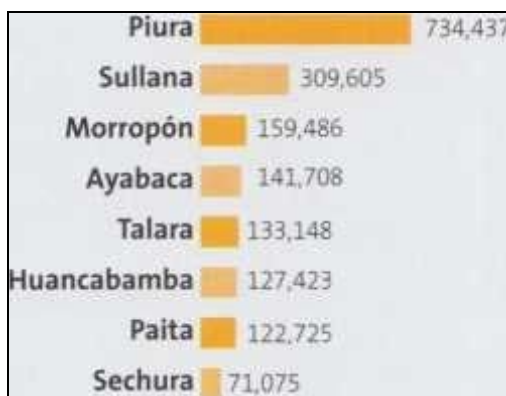 Piura 734,437
Sullana 309,605
Morropón 159,486
Ayabaca 141,708
Talara 133,148
Huancabamba 127,423
Paita 122,725
Sechura 71,075